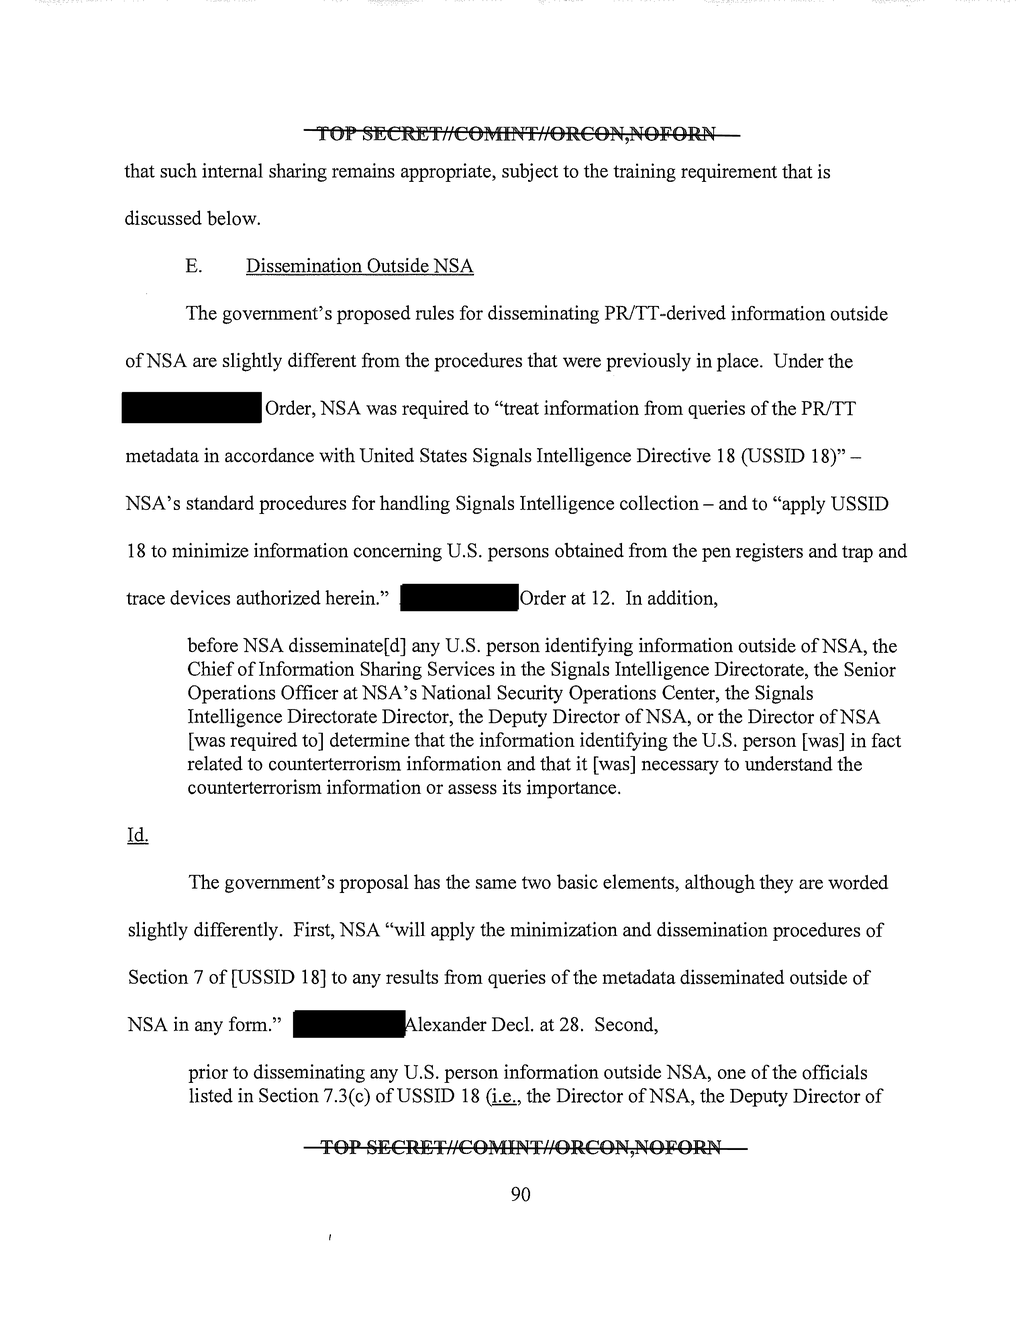 TOP SECRET//COMINT//ORCON,NOFORN
that such internal sharing remains appropriate, subject to the training requirement that is
discussed below.
E. Dissemination Outside NSA
The government's proposed rules for disseminating PR/TT-derived information outside
of NSA are slightly different from the procedures that were previously in place. Under the
Order, NSA was required to “treat information from queries of the PR/TT
metadata in accordance with United States Signals Intelligence Directive 18 (USSID 18)” –
NSA's standard procedures for handling Signals Intelligence collection – and to “apply USSID
18 to minimize information concerning U.S. persons obtained from the pen registers and trap and
trace devices authorized herein.” Order at 12. In addition,
before NSA disseminate[d] any U.S. person identifying information outside of NSA, the
Chief of Information Sharing Services in the Signals Intelligence Directorate, the Senior
Operations Officer at NSA's National Security Operations Center, the Signals
Intelligence Directorate Director, the Deputy Director of NSA, or the Director of NSA
[was required to] determine that the information identifying the U.S. person [was] in fact
related to counterterrorism information and that it [was] necessary to understand the
counterterrorism information or assess its importance.
Id.
The government's proposal has the same two basic elements, although they are worded
slightly differently. First, NSA “will apply the minimization and dissemination procedures of
Section 7 of [USSID 18] to any results from queries of the metadata disseminated outside of
NSA in any form.” Alexander Decl. at 28. Second,
prior to disseminating any U.S. person information outside NSA, one of the officials
listed in Section 7.3(c) of USSID 18 (i.e., the Director of NSA, the Deputy Director of
TOP SECRET//COMINT//ORCON,NOFORN
90